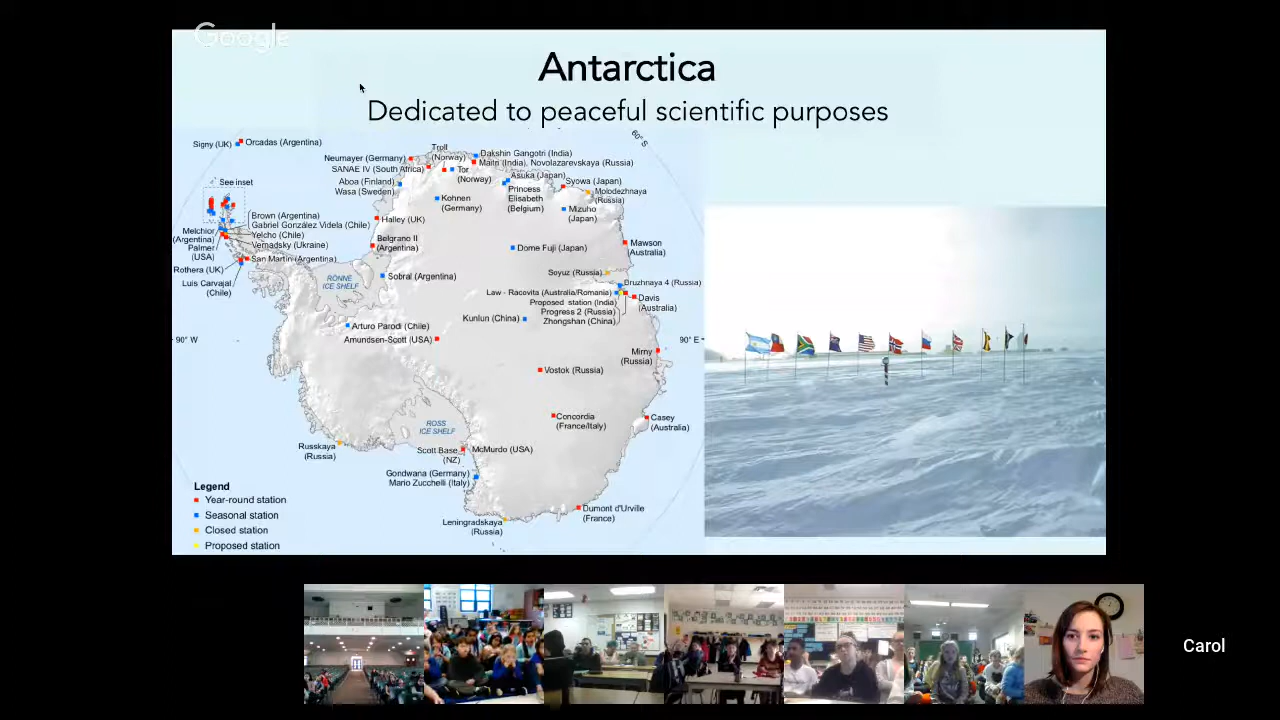 Google
Antarctica
Dedicated to peaceful scientific purposes
60° S
Signy (UK)
Orcadas (Argentina)
See inset
Neumayer (Germany)
SANAE IV (South Africa)
Aboa (Finland)
Wasa (Sweden)
Troll
(Norway)
Tor
(Norway)
Dakshin Gangotri (India)
Maitri (India), Novolazarevskaya (Russia)
Asuka (Japan)
Princess
Elisabeth
(Belgium)
Syowa (Japan)
Molodezhnaya
(Russia)
Mizuho
(Japan)
Kohnen
(Germany)
Halley (UK)
Belgrano II
(Argentina)
Brown (Argentina)
Gabriel González Videla (Chile)
Yelcho (Chile)
Vernadsky (Ukraine)
San Martin (Argentina)
Melchior
(Argentina)
Palmer
(USA)
Rothera (UK)
Luis Carvajal
(Chile)
RONNE
ICE SHELF
Sobral (Argentina)
Dome Fuji (Japan)
Mawson
(Australia)
Soyuz (Russia)
Druzhnaya 4 (Russia)
Law - Racovita (Australia/Romania)
Proposed station (India)
Progress 2 (Russia)
Zhongshan (China)
Davis
(Australia)
Kunlun (China)
Arturo Parodi (Chile)
Amundsen-Scott (USA)
90° W
90° E
Mirny
(Russia)
Vostok (Russia)
Concordia
(France/Italy)
Casey
(Australia)
ROSS
ICE SHELF
Russkaya
(Russia)
Scott Base
(NZ)
McMurdo (USA)
Gondwana (Germany)
Mario Zucchelli (Italy)
Leningradskaya
(Russia)
Dumont d'Urville
(France)
Legend
Year-round station
Seasonal station
Closed station
Proposed station
Carol